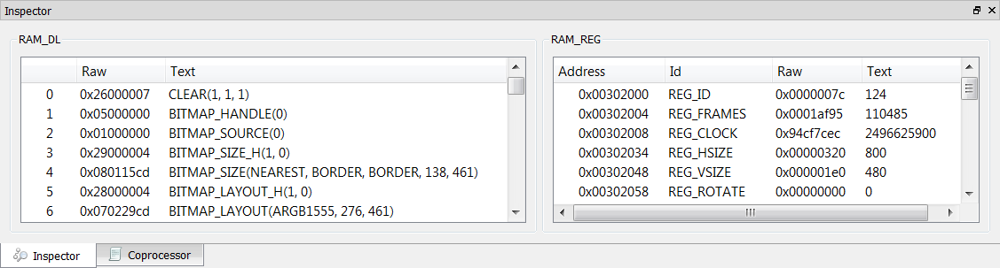 Inspector
RAM_DL
Raw Text
0 0x26000007 CLEAR(1, 1, 1)
1 0x05000000 BITMAP_HANDLE(0)
2 0x01000000 BITMAP_SOURCE(0)
3 0x29000004 BITMAP_SIZE_H(1, 0)
4 0x080115cd BITMAP_SIZE(NEAREST, BORDER, BORDER, 138, 461)
5 0x28000004 BITMAP_LAYOUT_H(1, 0)
6 0x070229cd BITMAP_LAYOUT(ARGB1555, 276, 461)
RAM_REG
Address Id Raw Text
0x00302000 REG_ID 0x0000007c 124
0x00302004 REG_FRAMES 0x0001af95 110485
0x00302008 REG_CLOCK 0x94cf7cec 2496625900
0x00302034 REG_HSIZE 0x00000320 800
0x00302048 REG_VSIZE 0x000001e0 480
0x00302058 REG_ROTATE 0x00000000 0
Inspector Coprocessor